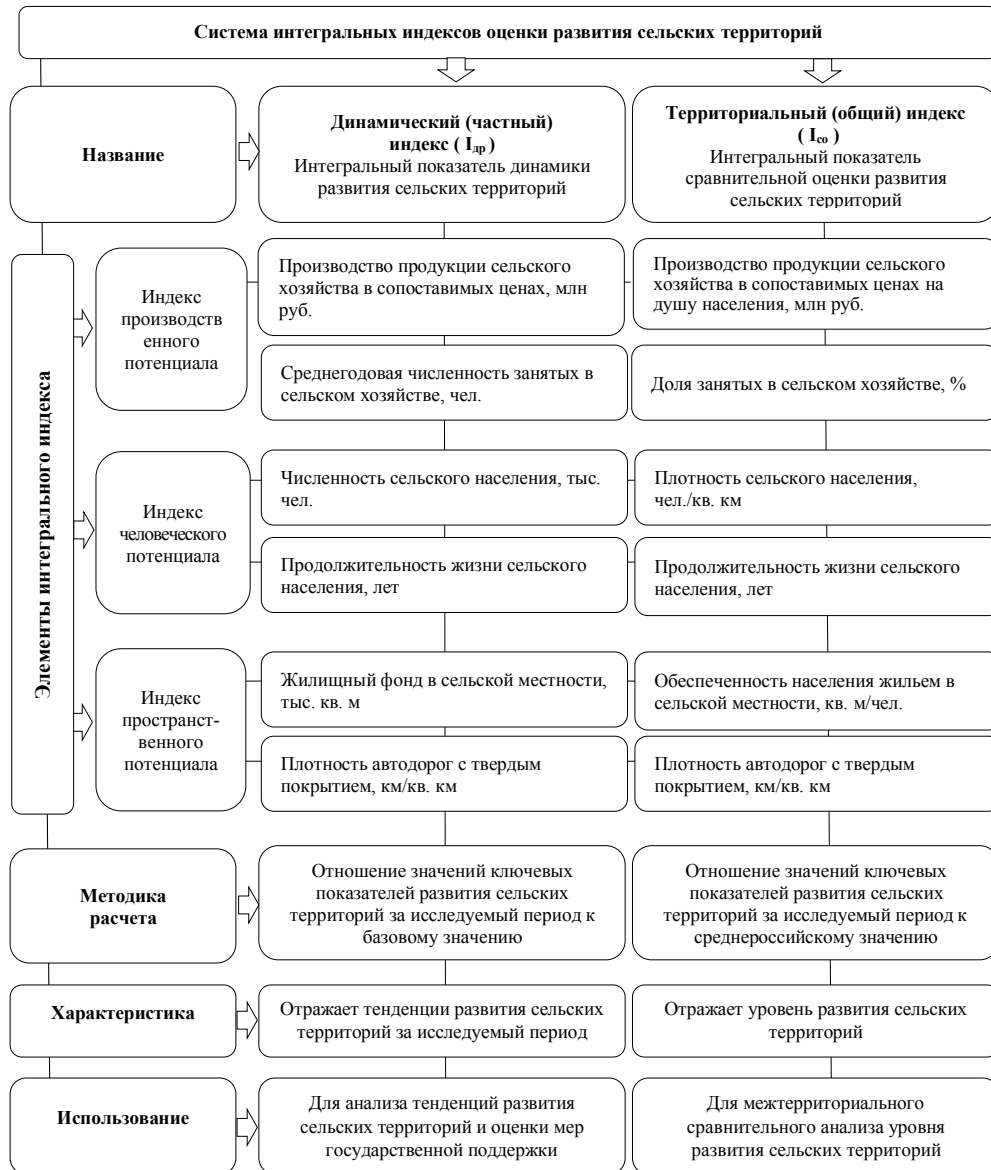 Система интегральных индексов оценки развития сельских территорий
Название
Динамический (частный)
индекс ( Iдр )
Интегральный показатель динамики
развития сельских территорий
Территориальный (общий) индекс
( Iсо )
Интегральный показатель
сравнительной оценки развития
сельских территорий
Элементы интегрального индекса
Индекс
производств
енного
потенциала
Производство продукции сельского
хозяйства в сопоставимых ценах, млн
руб.
Производство продукции сельского
хозяйства в сопоставимых ценах на
душу населения, млн руб.
Среднегодовая численность занятых в
сельском хозяйстве, чел.
Доля занятых в сельском хозяйстве, %
Индекс
человеческого
потенциала
Численность сельского населения, тыс.
чел.
Плотность сельского населения,
чел./кв. км
Продолжительность жизни сельского
населения, лет
Продолжительность жизни сельского
населения, лет
Индекс
пространст-
венного
потенциала
Жилищный фонд в сельской местности,
тыс. кв. м
Обеспеченность населения жильем в
сельской местности, кв. м/чел.
Плотность автодорог с твердым
покрытием, км/кв. км
Плотность автодорог с твердым
покрытием, км/кв. км
Методика
расчета
Отношение значений ключевых
показателей развития сельских
территорий за исследуемый период к
базовому значению
Отношение значений ключевых
показателей развития сельских
территорий за исследуемый период к
среднероссийскому значению
Характеристика
Отражает тенденции развития сельских
территорий за исследуемый период
Отражает уровень развития сельских
территорий
Использование
Для анализа тенденций развития
сельских территорий и оценки мер
государственной поддержки
Для межтерриториального
сравнительного анализа уровня
развития сельских территорий